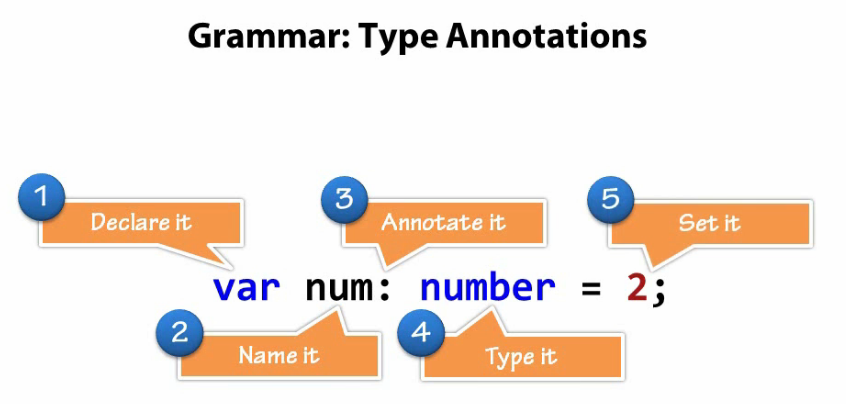 Grammar: Type Annotations
1 Declare it
3 Annotate it
5 Set it
var num: number = 2;
2 Name it
4 Type it